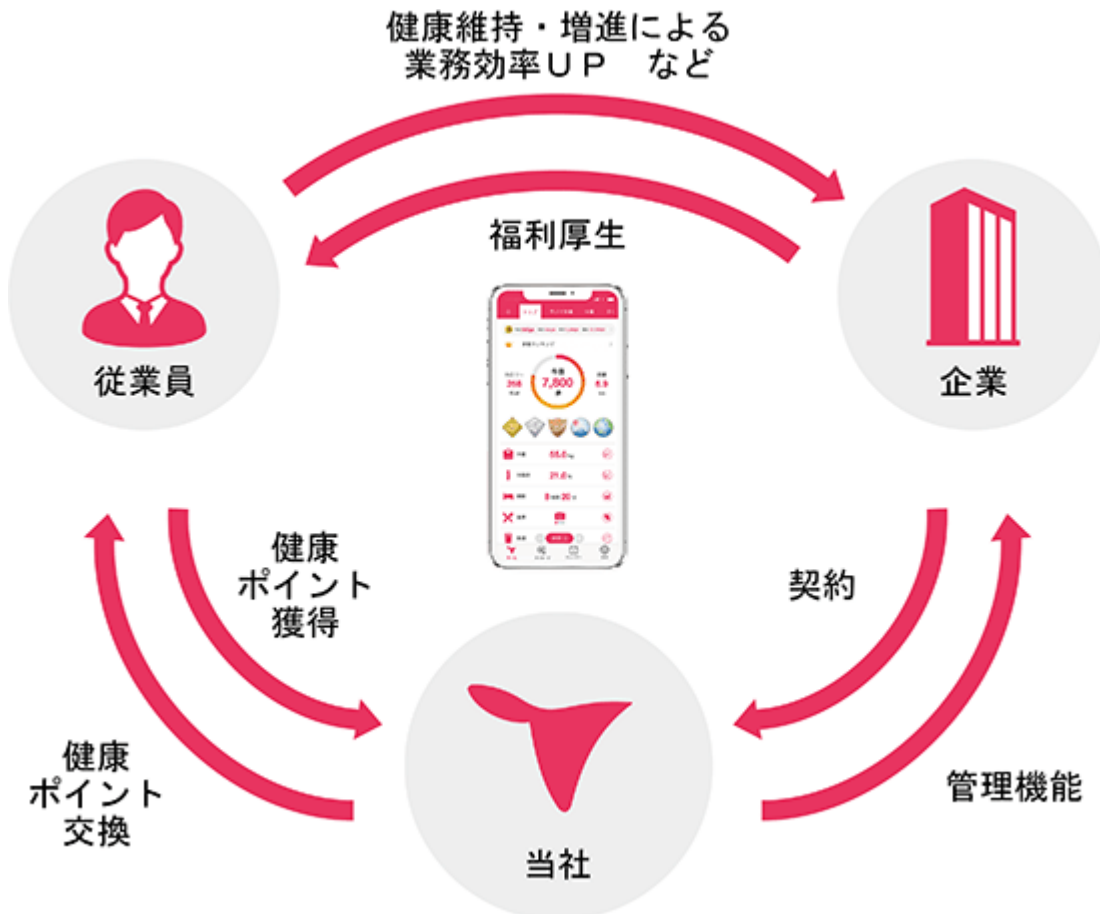 健康維持・増進による
業務効率UP など
福利厚生
従業員
企業
7,800
健康
ポイント
獲得
契約
健康
ポイント
交換
管理機能
当社